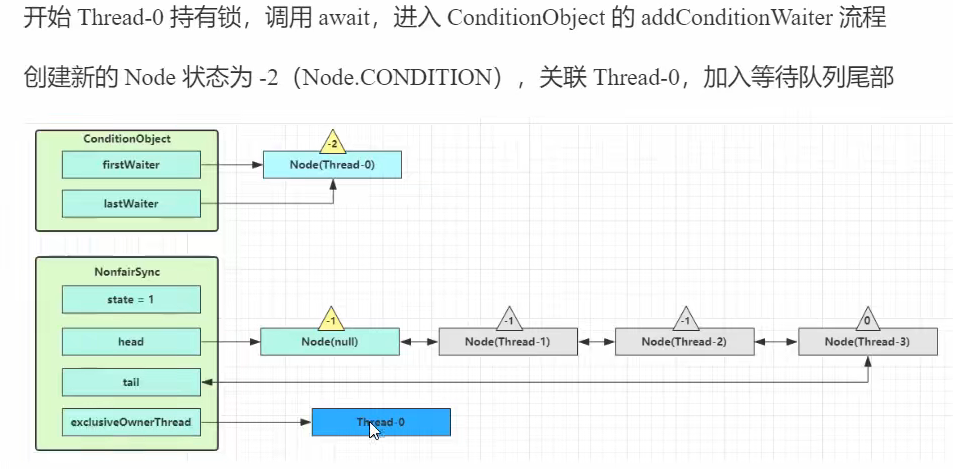 开始 Thread-0 持有锁，调用 await，进入 ConditionObject 的 addConditionWaiter 流程
创建新的 Node 状态为 -2（Node.CONDITION），关联 Thread-0，加入等待队列尾部
ConditionObject
-2
firstWaiter
Node(Thread-0)
lastWaiter
NonfairSync
state = 1
-1
-1
-1
0
head
Node(null)
Node(Thread-1)
Node(Thread-2)
Node(Thread-3)
tail
exclusiveOwnerThread
Thread-0